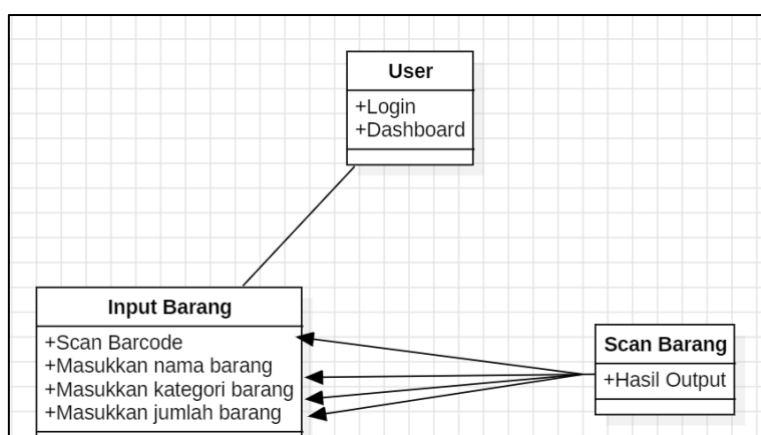 User
+Login
+Dashboard
Input Barang
+Scan Barcode
+Masukkan nama barang
+Masukkan kategori barang
+Masukkan jumlah barang
Scan Barang
+Hasil Output